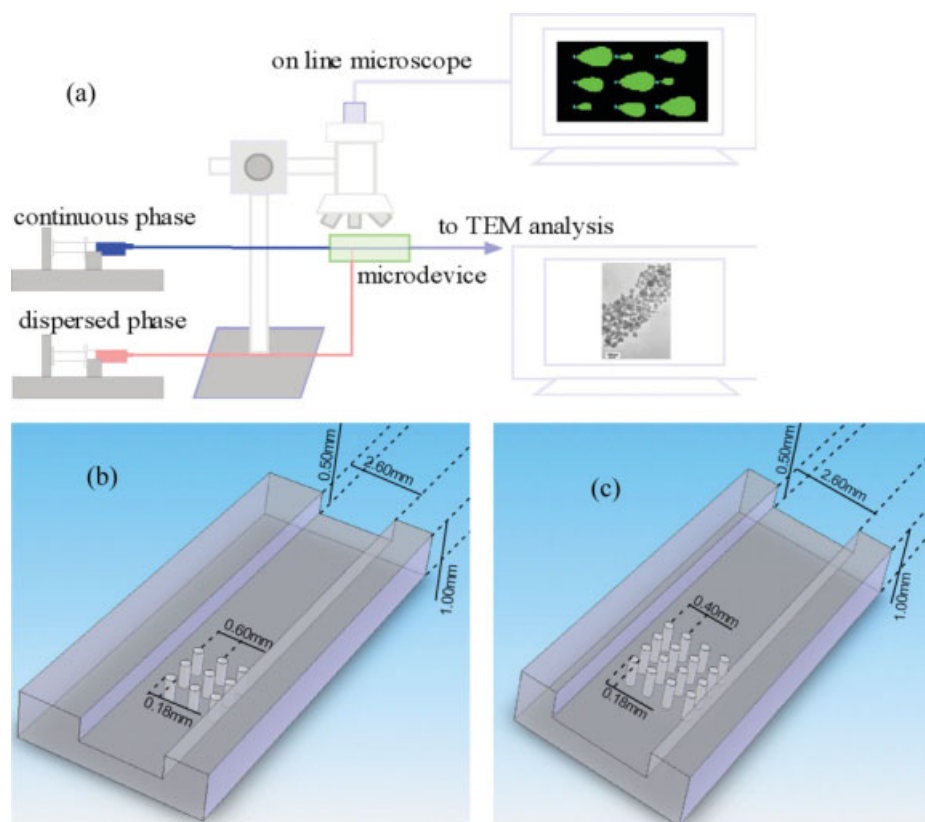 on line microscope
(a)
continuous phase
to TEM analysis
microdevice
dispersed phase
(b)
0.50mm
2.60mm
1.00mm
0.60mm
0.18mm
(c)
0.50mm
2.60mm
1.00mm
0.40mm
0.18mm